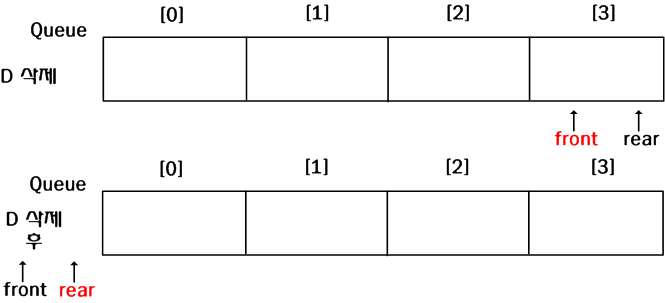 [0] [1] [2] [3]
Queue
D 삭제
front rear
[0] [1] [2] [3]
Queue
D 삭제
후
front rear